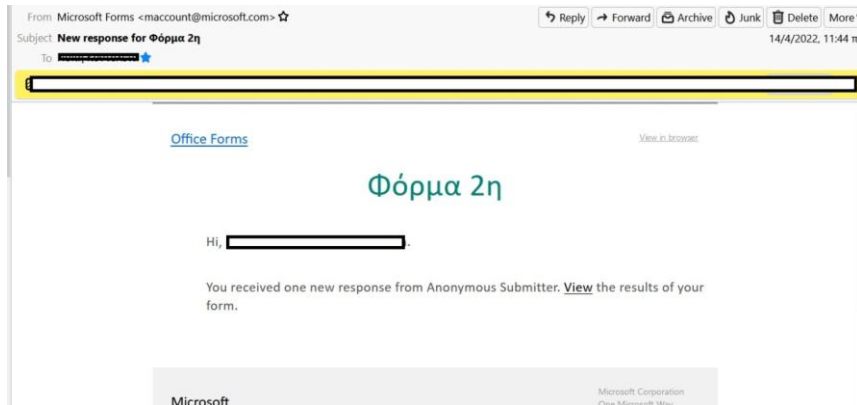 From Microsoft Forms <maccount@microsoft.com>
Reply Forward Archive Junk Delete More
Subject New response for Φόρμα 2η
14/4/2022, 11:44 π
To
Office Forms
View in browser
Φόρμα 2η
Hi,
You received one new response from Anonymous Submitter. View the results of your
form.
Microsoft
Microsoft Corporation
One Microsoft Way